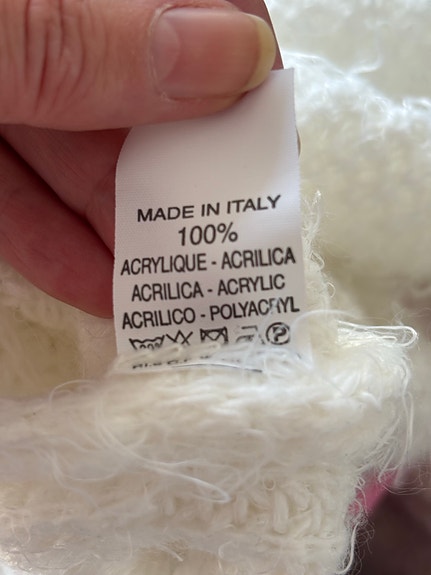 MADE IN ITALY
100%
ACRYLIQUE - ACRILICA
ACRILICA - ACRYLIC
ACRILICO - POLYACRYL
P